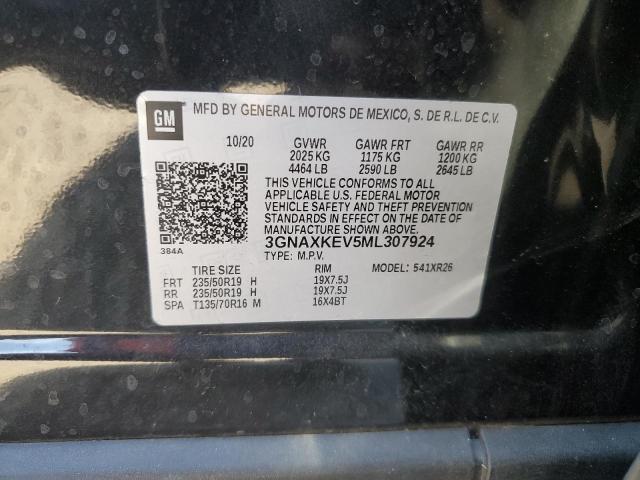 GM
MFD BY GENERAL MOTORS DE MEXICO, S. DE R.L. DE C.V.
10/20 GVWR GAWR FRT GAWR RR
2025 KG 1175 KG 1200 KG
4464 LB 2590 LB 2645 LB
THIS VEHICLE CONFORMS TO ALL
APPLICABLE U.S. FEDERAL MOTOR
VEHICLE SAFETY AND THEFT PREVENTION
STANDARDS IN EFFECT ON THE DATE OF
MANUFACTURE SHOWN ABOVE.
384A
3GNAXKEV5ML307924
TYPE: M.P.V.
TIRE SIZE RIM MODEL: 541XR26
FRT 235/50R19 H 19X7.5J
RR 235/50R19 H 19X7.5J
SPA T135/70R16 M 16X4BT